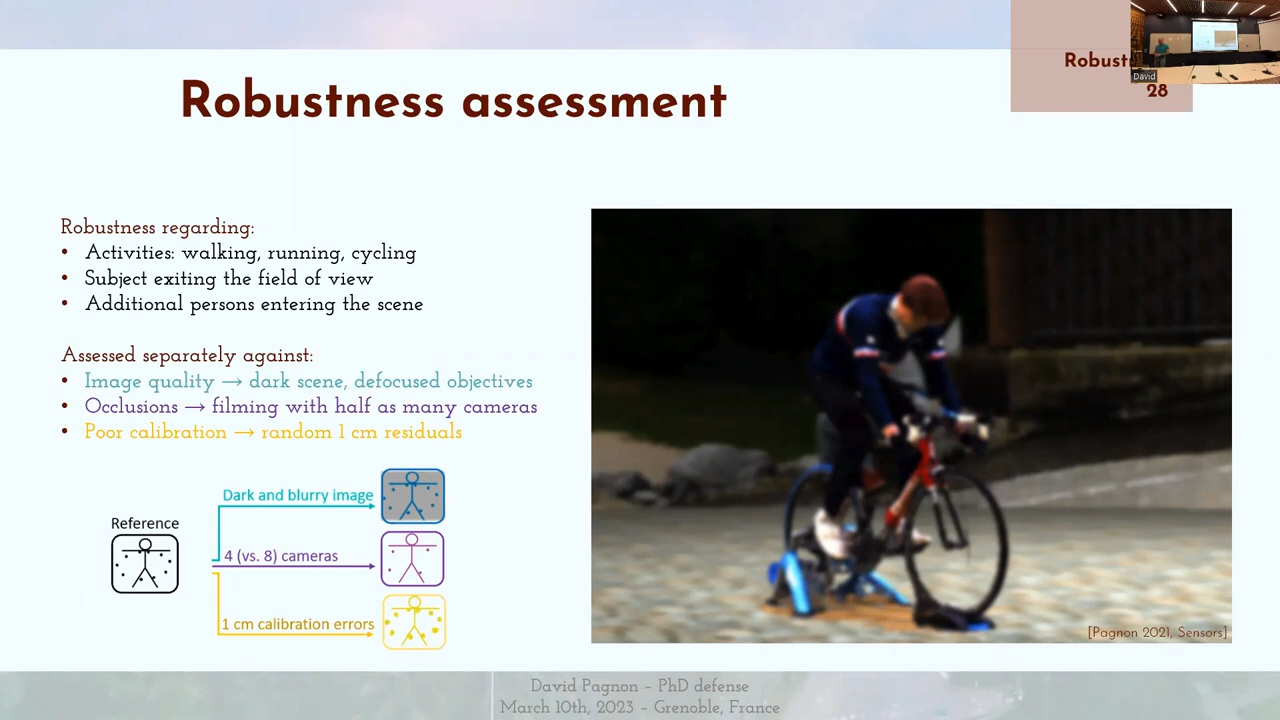 Robustness assessment
David
28
Robustness regarding:
• Activities: walking, running, cycling
• Subject exiting the field of view
• Additional persons entering the scene
Assessed separately against:
• Image quality → dark scene, defocused objectives
• Occlusions → filming with half as many cameras
• Poor calibration → random 1 cm residuals
Dark and blurry image
Reference
4 (vs. 8) cameras
1 cm calibration errors
[Pagnon 2021, Sensors]
David Pagnon – PhD defense
March 10th, 2023 – Grenoble, France